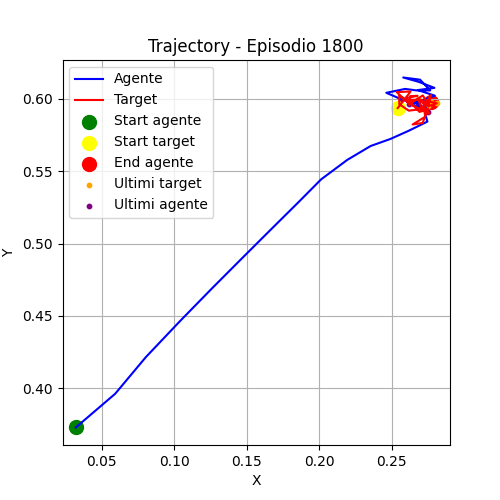 Trajectory - Episodio 1800
Agente
Target
Start agente
Start target
End agente
Ultimi target
Ultimi agente
0.60
0.55
0.50
0.45
0.40
Y
0.05
0.10
0.15
0.20
0.25
X